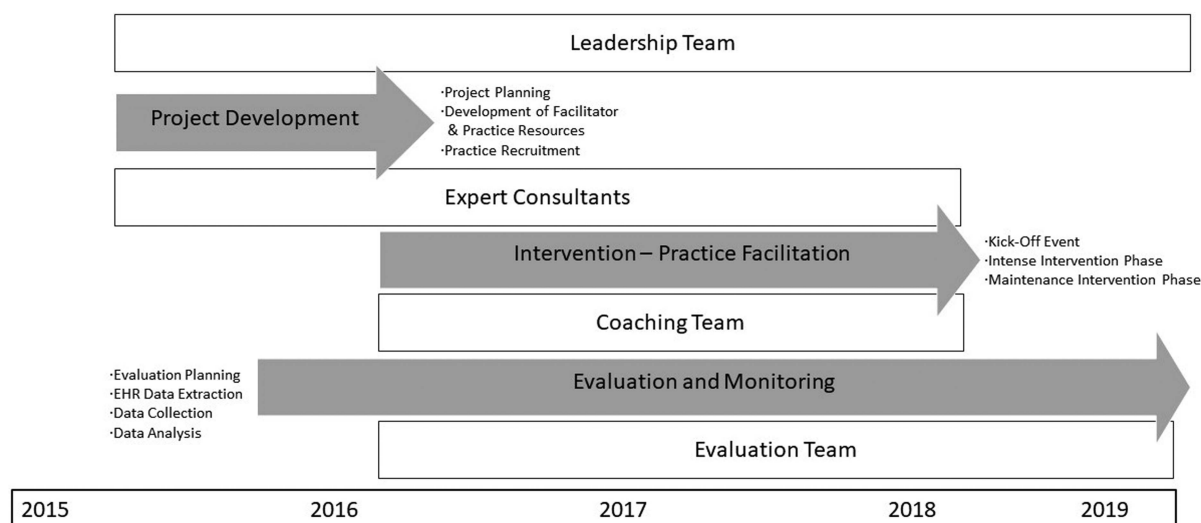 Leadership Team
Project Development
·Project Planning
·Development of Facilitator
& Practice Resources
·Practice Recruitment
Expert Consultants
Intervention – Practice Facilitation
·Kick-Off Event
·Intense Intervention Phase
·Maintenance Intervention Phase
Coaching Team
·Evaluation Planning
·EHR Data Extraction
·Data Collection
·Data Analysis
Evaluation and Monitoring
Evaluation Team
2015 2016 2017 2018 2019